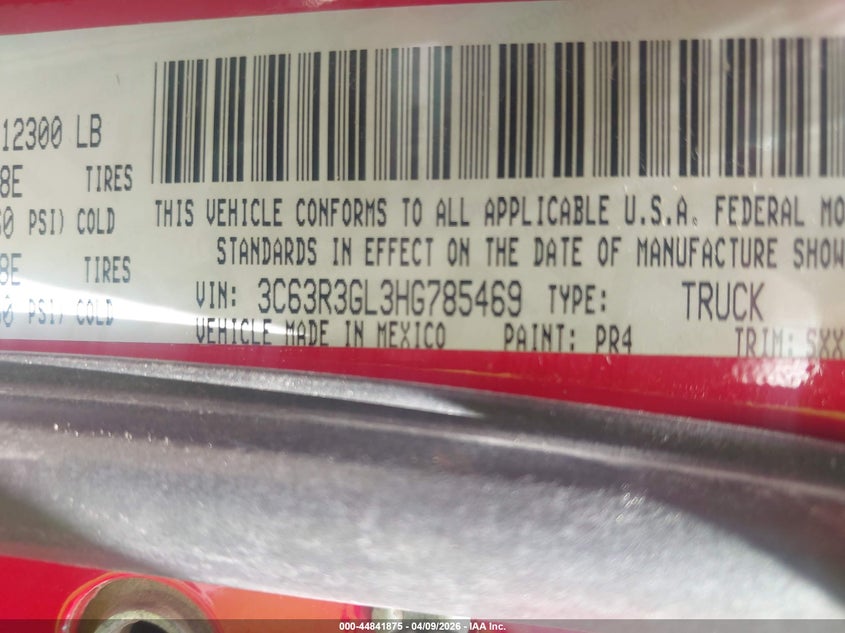 12300 LB
8E TIRES
PSI) COLD
8E TIRES
PSI) COLD
THIS VEHICLE CONFORMS TO ALL APPLICABLE U.S.A. FEDERAL MO
STANDARDS IN EFFECT ON THE DATE OF MANUFACTURE SHOW
VIN: 3C63R3GL3HG785469 TYPE: TRUCK
VEHICLE MADE IN MEXICO PAINT: PR4 TRIM: SXX
000-44841875 - 04/09/2026 - IAA Inc.